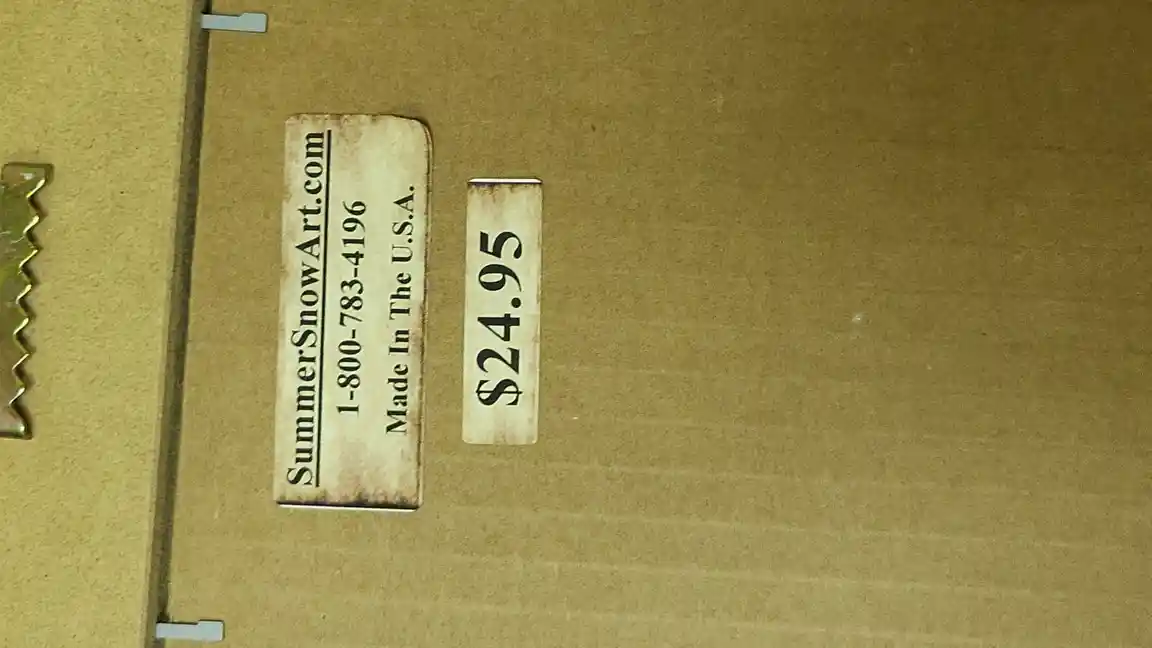 SummerSnowArt.com
1-800-783-4196
Made In The U.S.A.
$24.95